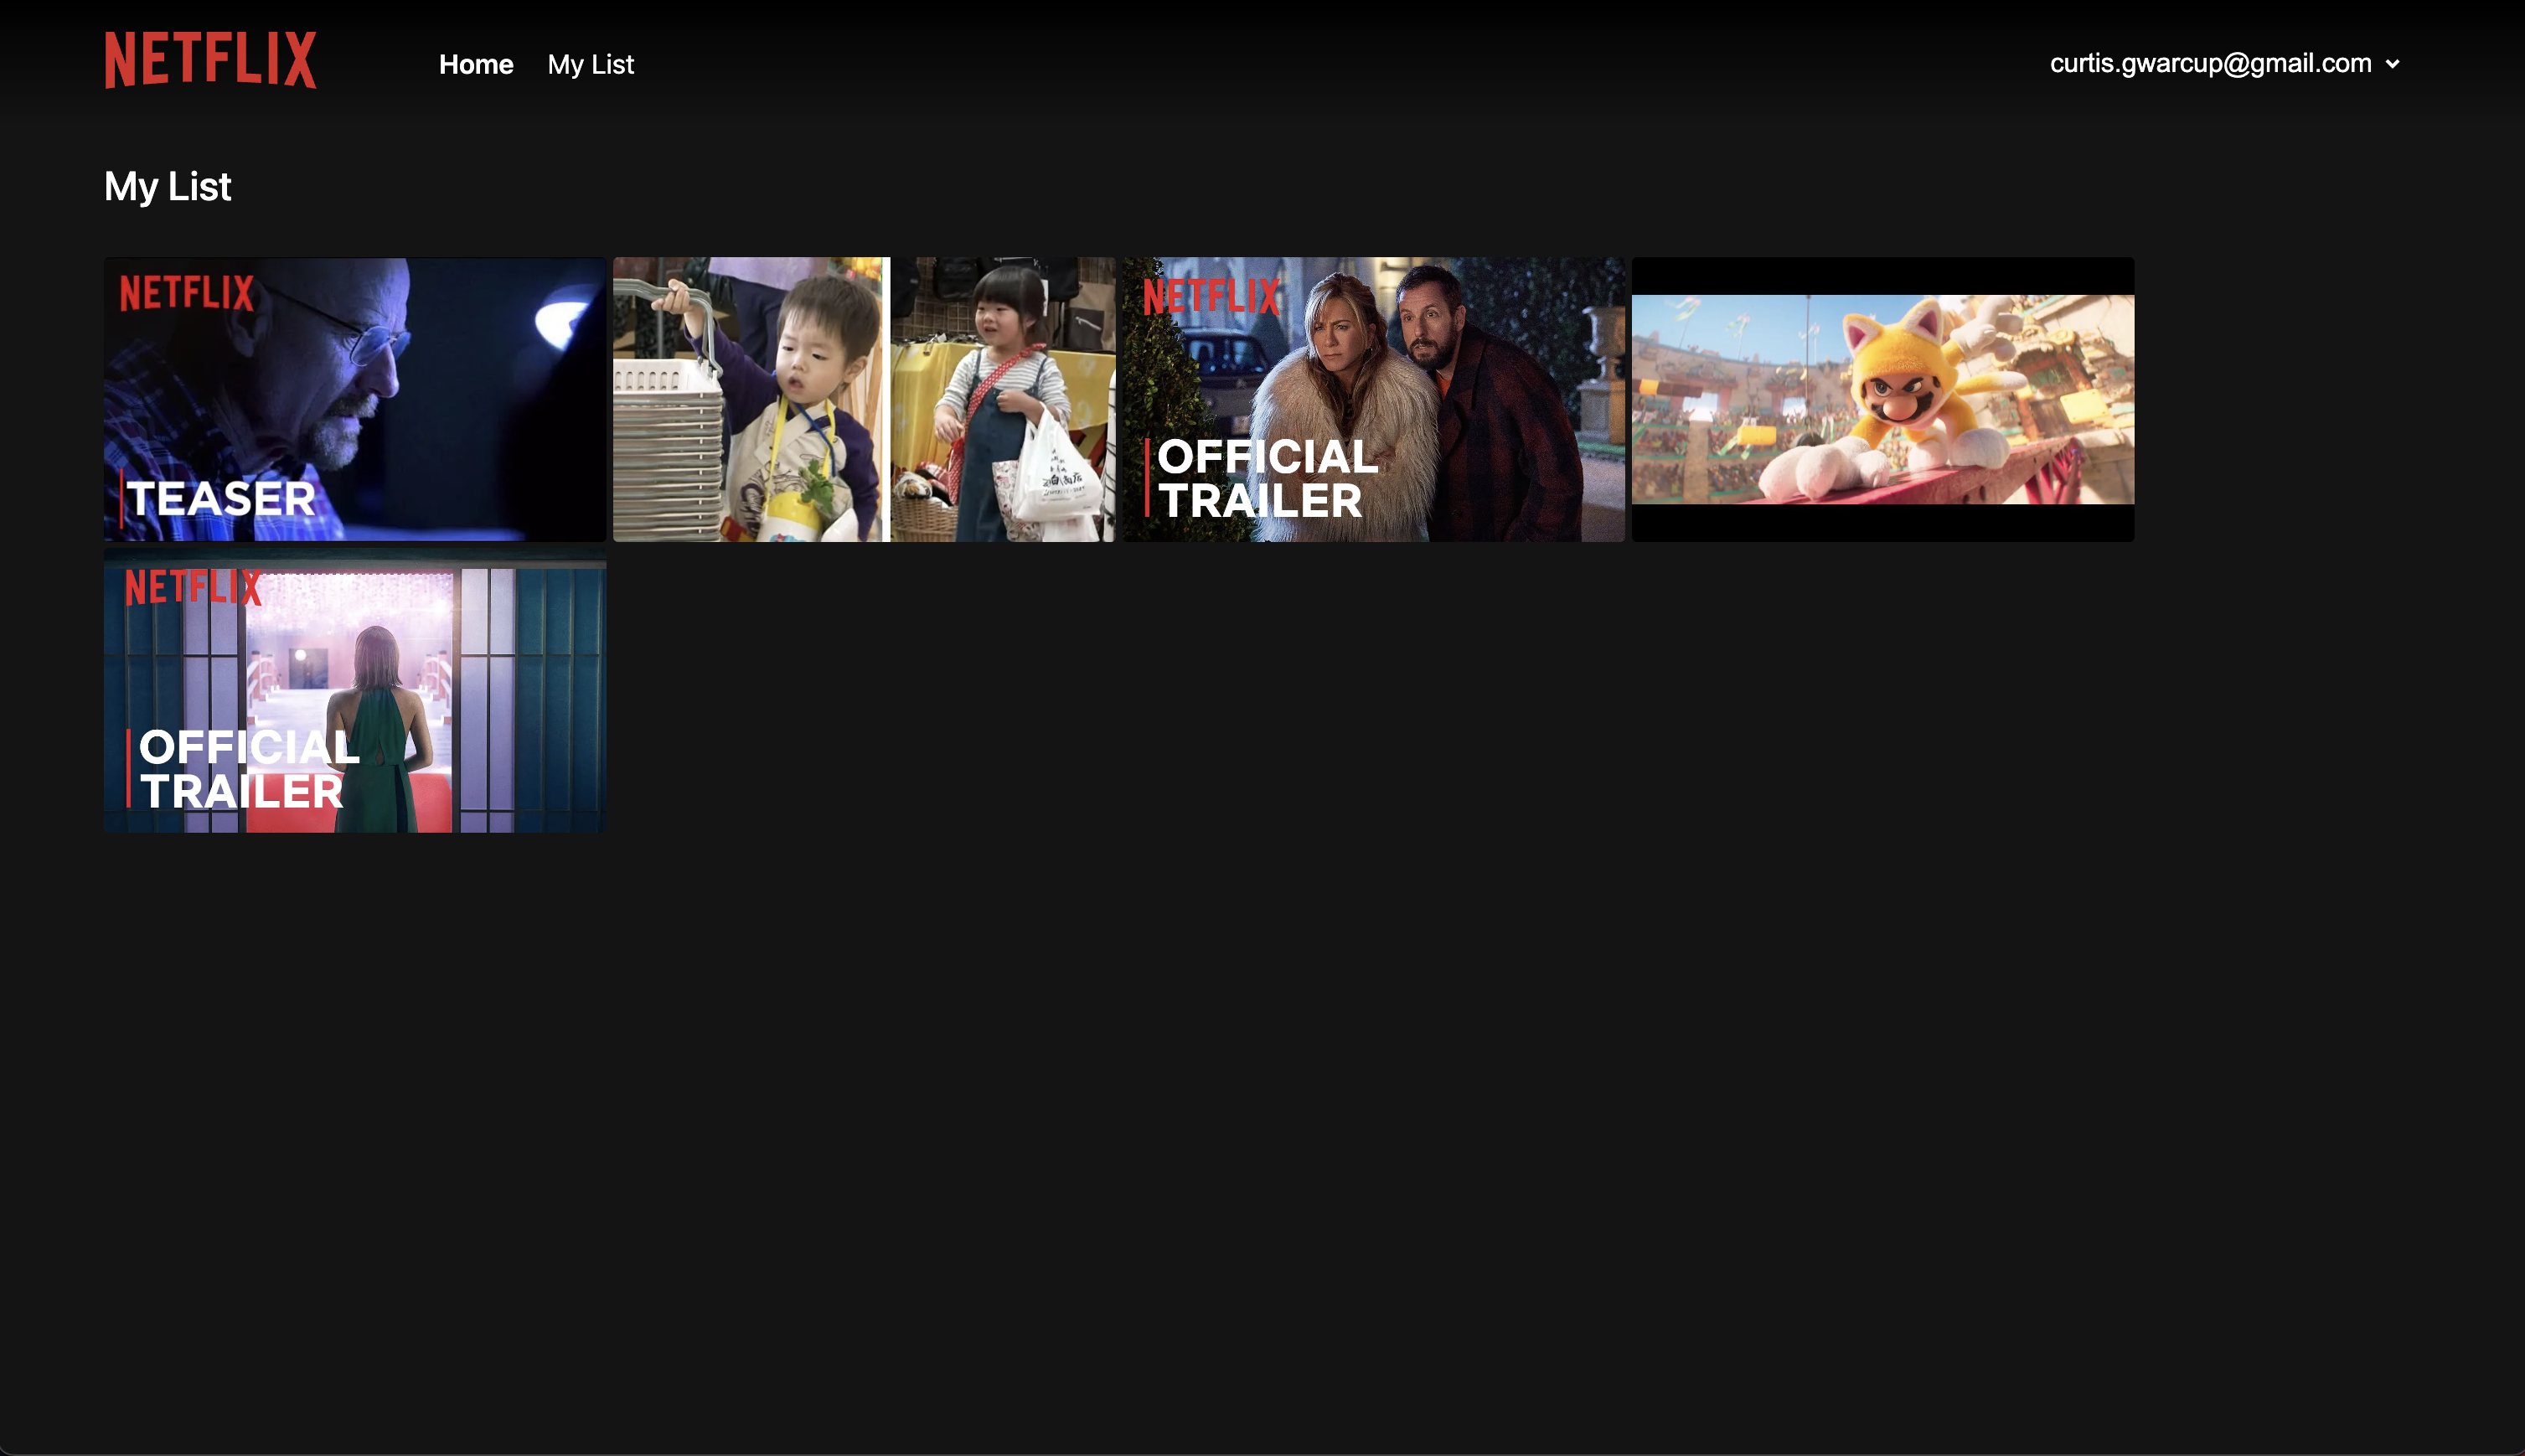 NETFLIX
Home
My List
curtis.gwarcup@gmail.com
My List
NETFLIX
TEASER
NETFLIX
OFFICIAL
TRAILER
NETFLIX
OFFICIAL
TRAILER